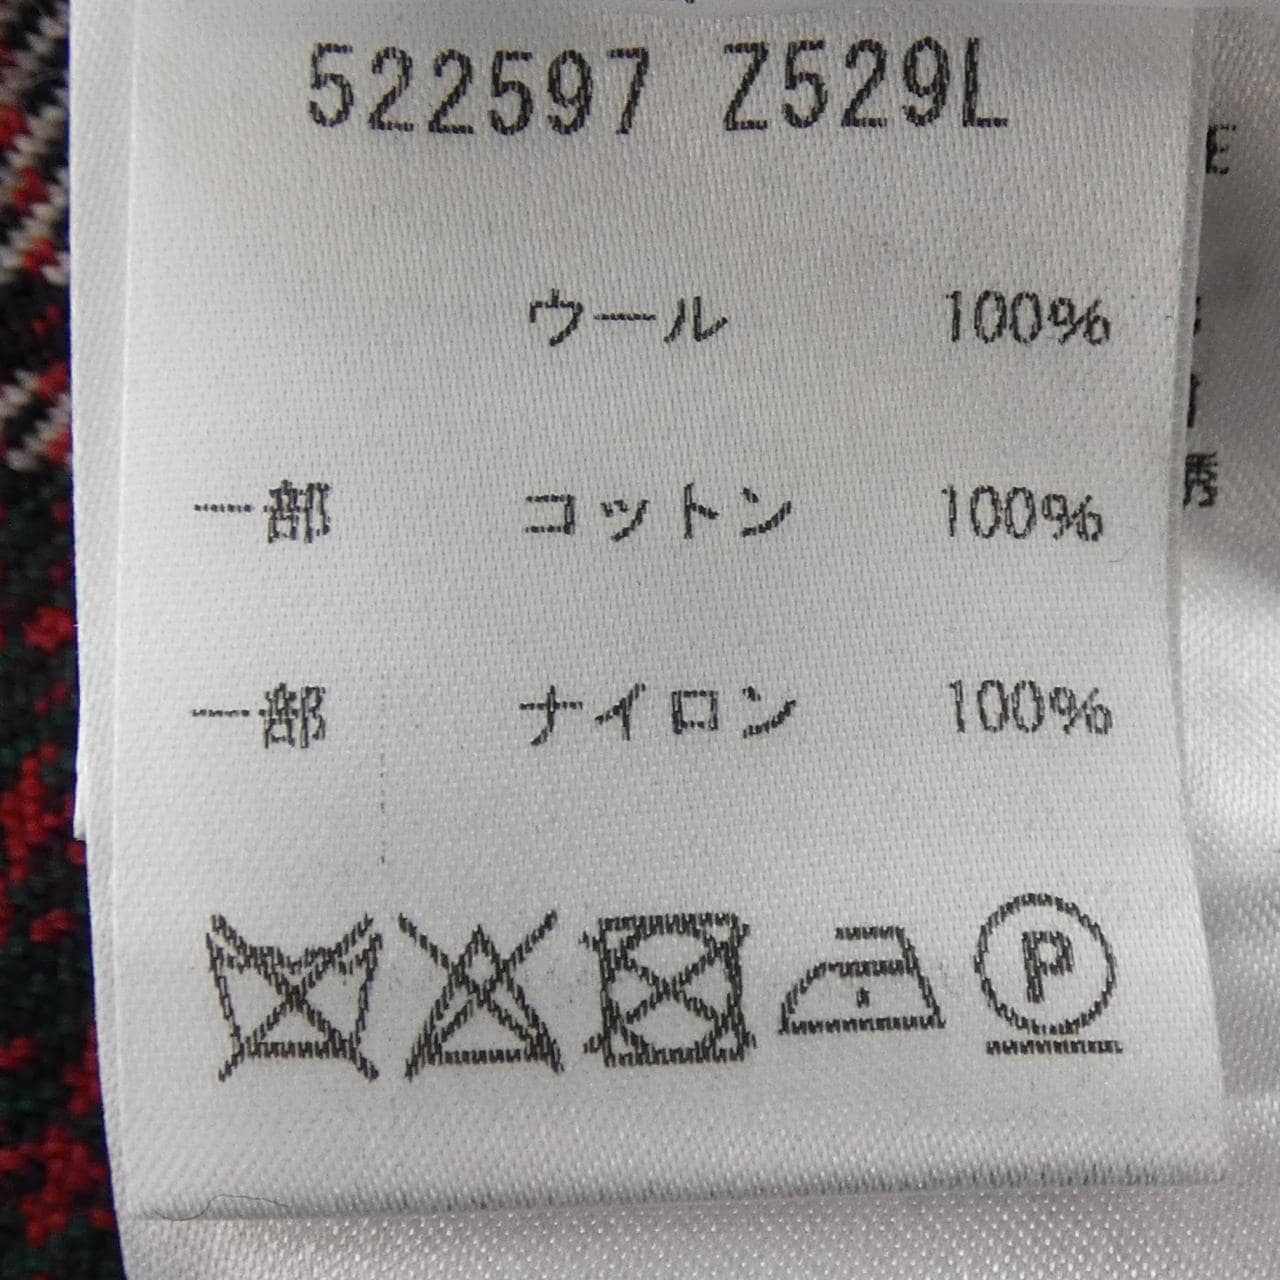 522597 Z529L
E
ウール 100%
一部 コットン 100%
秀
一部 ナイロン 100%
P